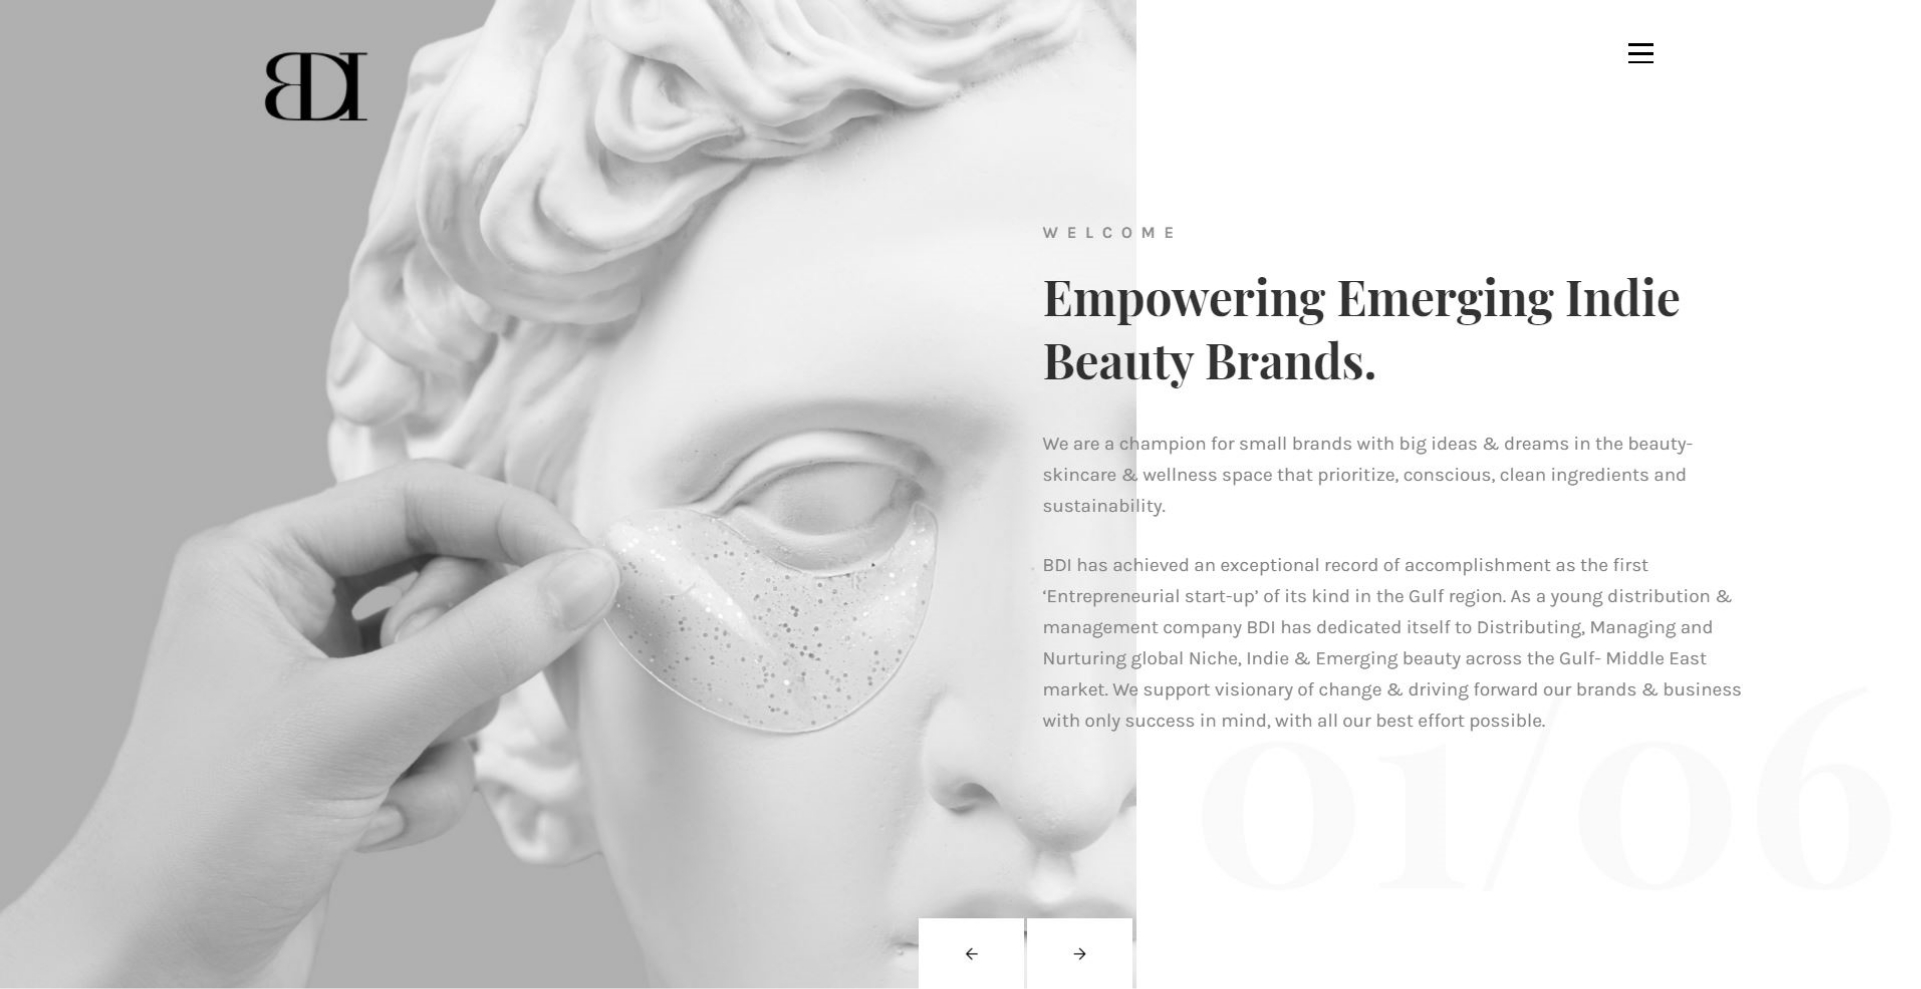 BDI
WELCOME
Empowering Emerging Indie
Beauty Brands.
We are a champion for small brands with big ideas & dreams in the beauty-
skincare & wellness space that prioritize, conscious, clean ingredients and
sustainability.
BDI has achieved an exceptional record of accomplishment as the first
‘Entrepreneurial start-up’ of its kind in the Gulf region. As a young distribution &
management company BDI has dedicated itself to Distributing, Managing and
Nurturing global Niche, Indie & Emerging beauty across the Gulf- Middle East
market. We support visionary of change & driving forward our brands & business
with only success in mind, with all our best effort possible.
01/06